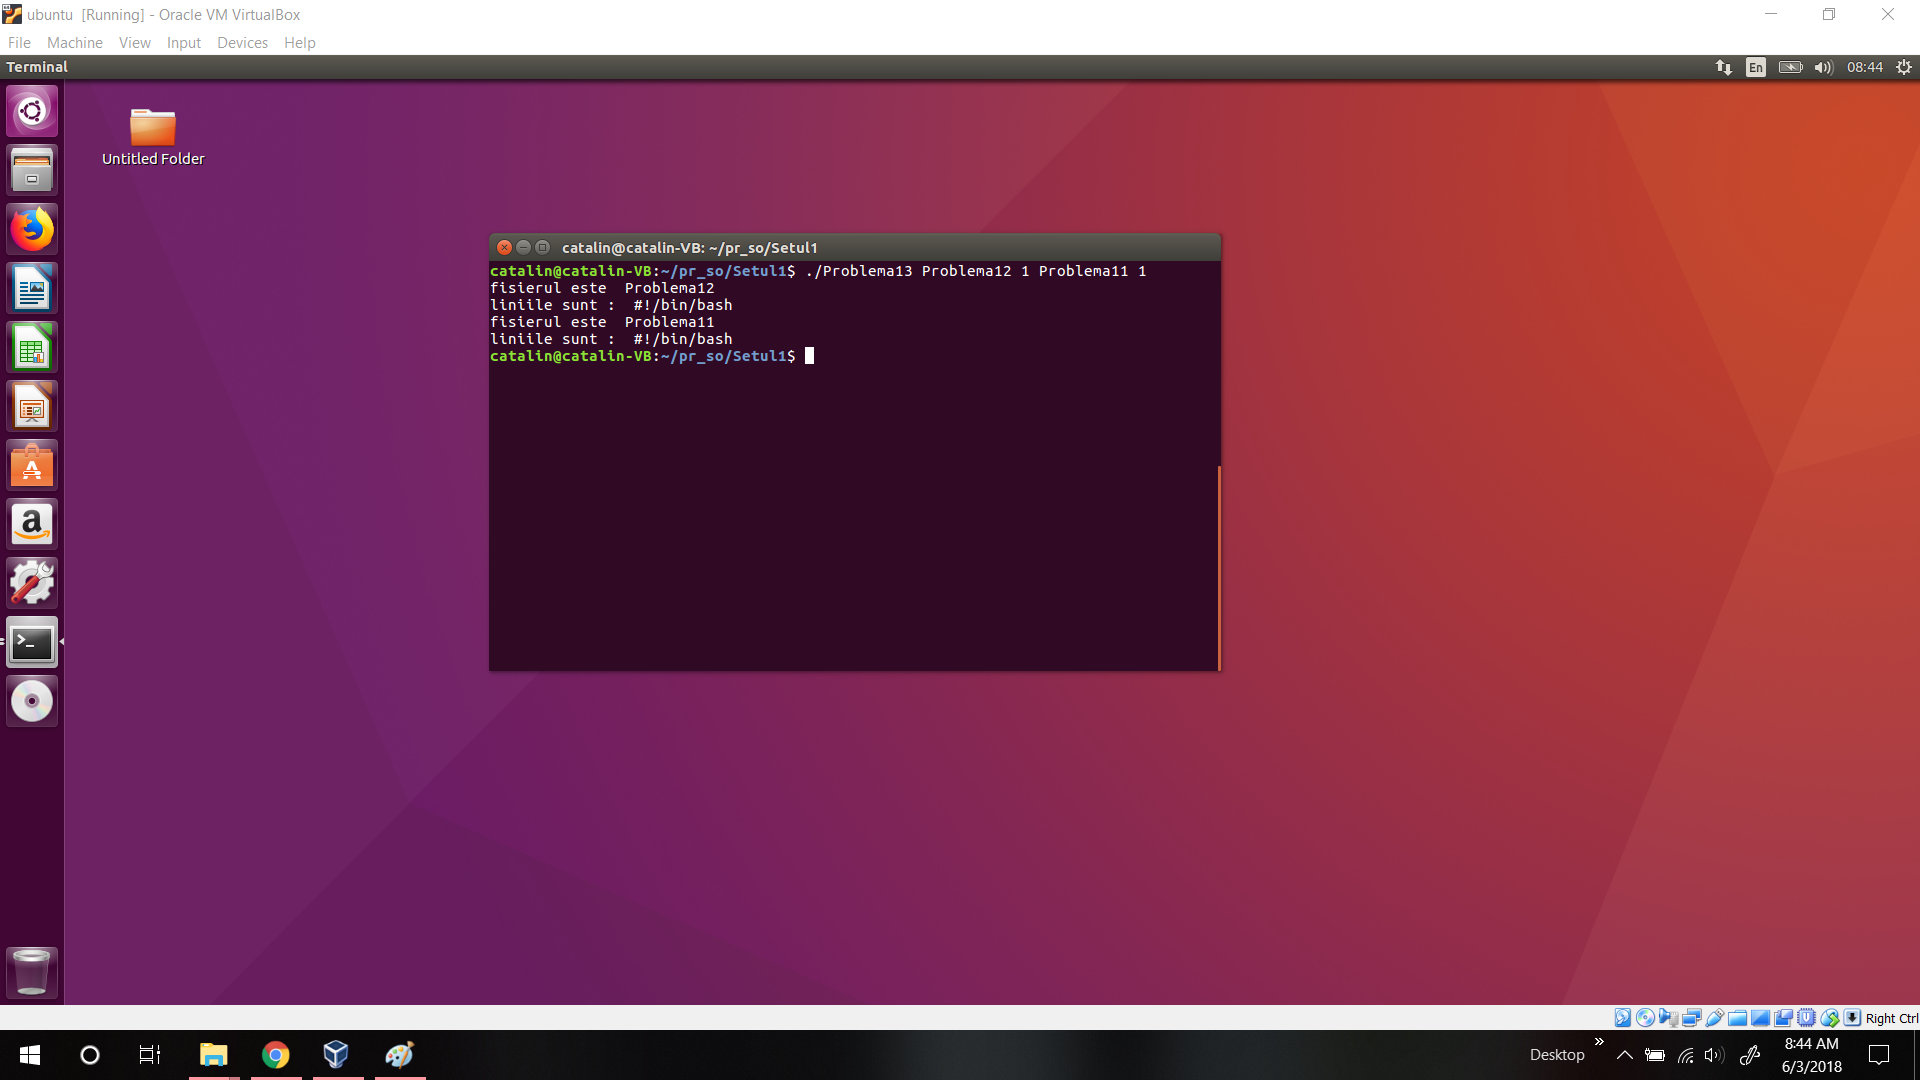 ubuntu [Running] - Oracle VM VirtualBox
File Machine View Input Devices Help
Terminal
En
08:44
Untitled Folder
catalin@catalin-VB: ~/pr_so/Setul1
catalin@catalin-VB:~/pr_so/Setul1$ ./Problema13 Problema12 1 Problema11 1
fisierul este  Problema12
liniile sunt :  #!/bin/bash
fisierul este  Problema11
liniile sunt :  #!/bin/bash
catalin@catalin-VB:~/pr_so/Setul1$
Right Ctrl
Desktop
8:44 AM
6/3/2018